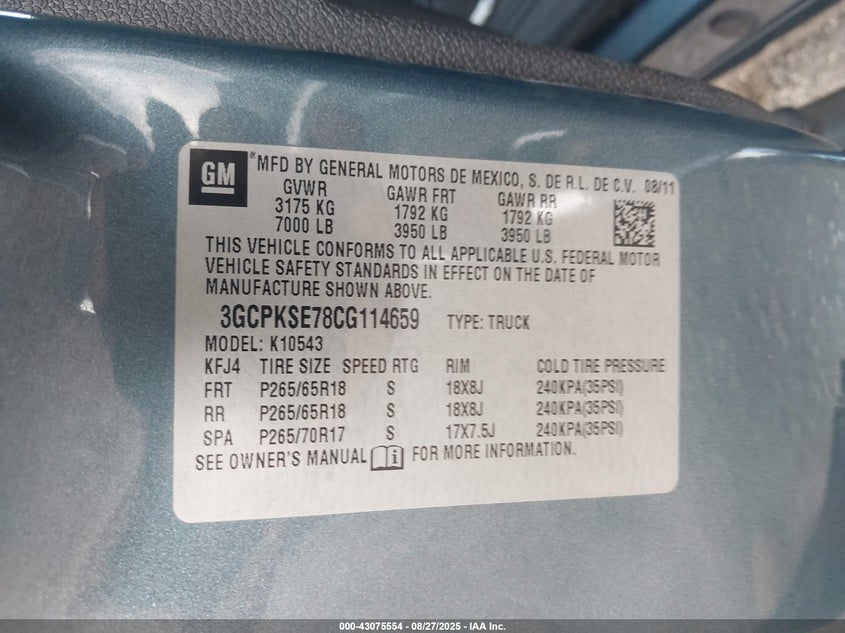 GM
*MFD BY GENERAL MOTORS DE MEXICO, S. DE R.L. DE C.V. 08/11
GVWR GAWR FRT GAWR RR
3175 KG 1792 KG 1792 KG
7000 LB 3950 LB 3950 LB
THIS VEHICLE CONFORMS TO ALL APPLICABLE U.S. FEDERAL MOTOR
VEHICLE SAFETY STANDARDS IN EFFECT ON THE DATE OF
MANUFACTURE SHOWN ABOVE.
3GCPKSE78CG114659 TYPE: TRUCK
MODEL: K10543
KFJ4 TIRE SIZE SPEED RTG RIM COLD TIRE PRESSURE
FRT P265/65R18 S 18X8J 240KPA(35PSI)
RR P265/65R18 S 18X8J 240KPA(35PSI)
SPA P265/70R17 S 17X7.5J 240KPA(35PSI)
SEE OWNER'S MANUAL i FOR MORE INFORMATION.
000-43075554 - 08/27/2025 - IAA Inc.